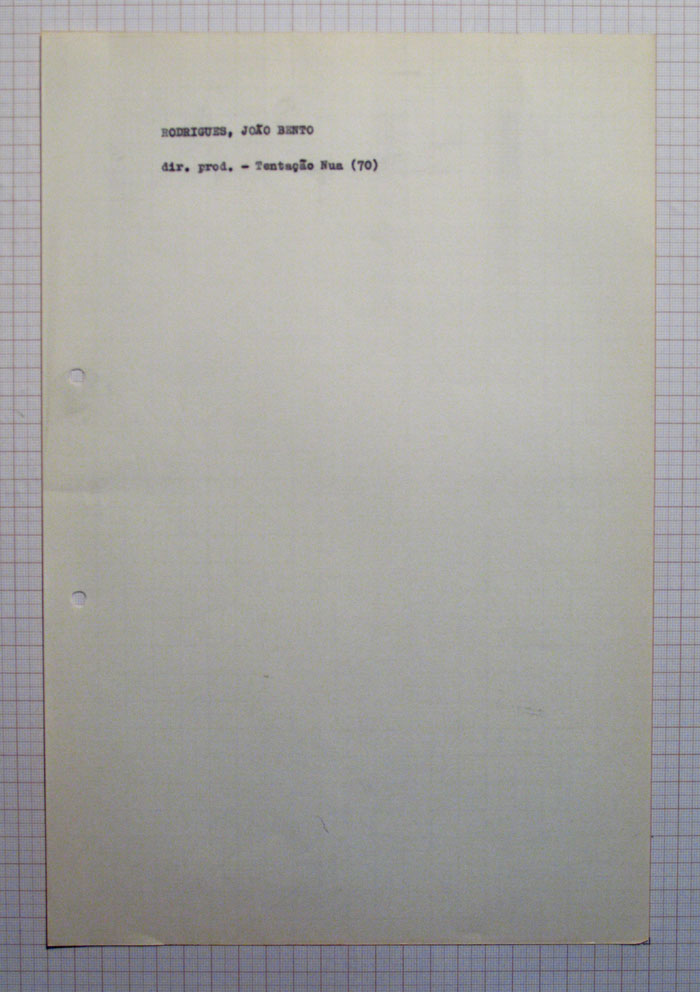 RODRIGUES, JOÃO BENTO
dir. prod. - Tentação Nua (70)